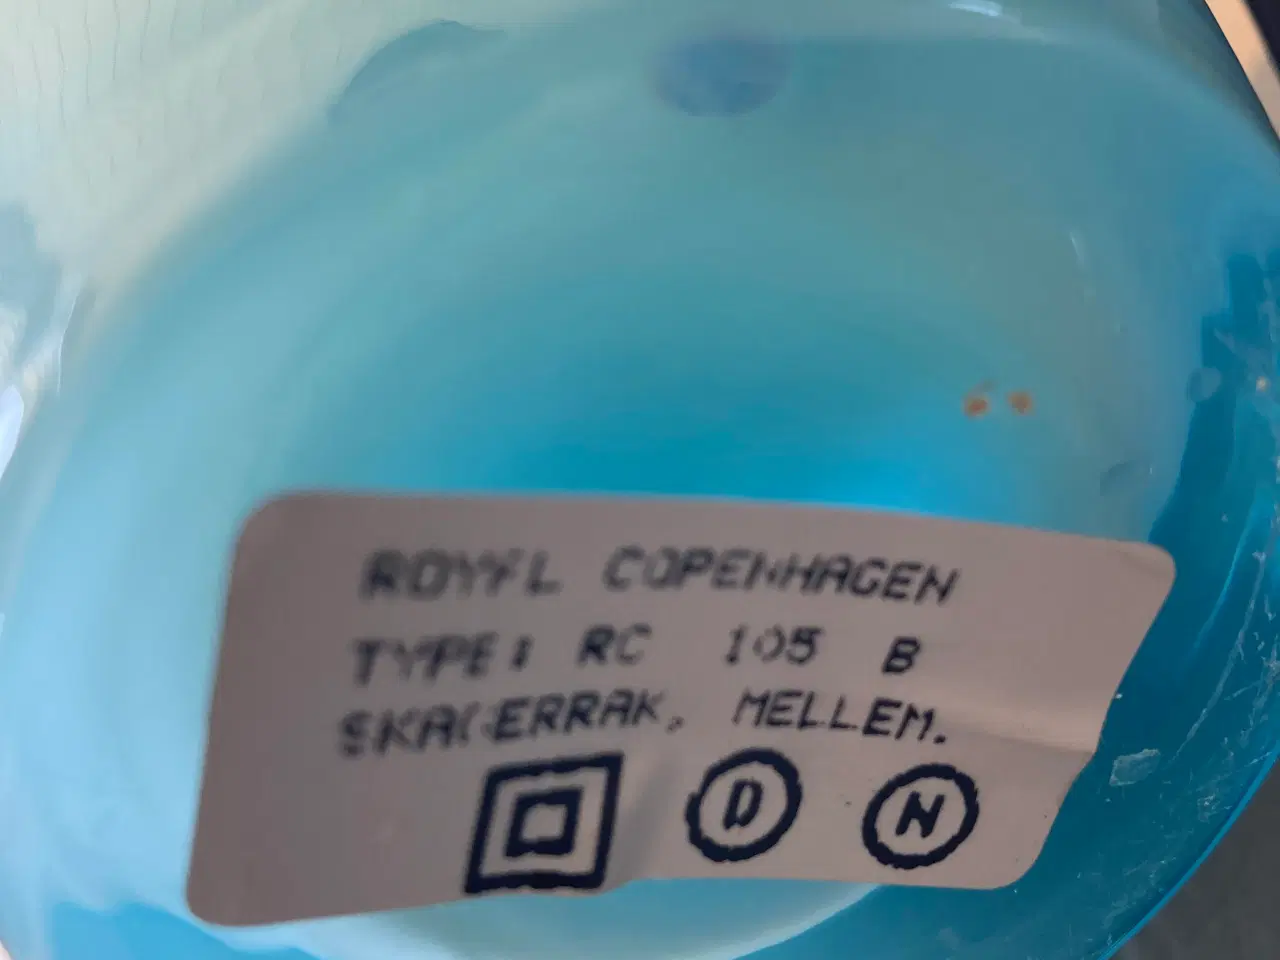 ROYAL COPENHAGEN
TYPE: RC 105 B
SKAGERRAK, MELLEM.
D N